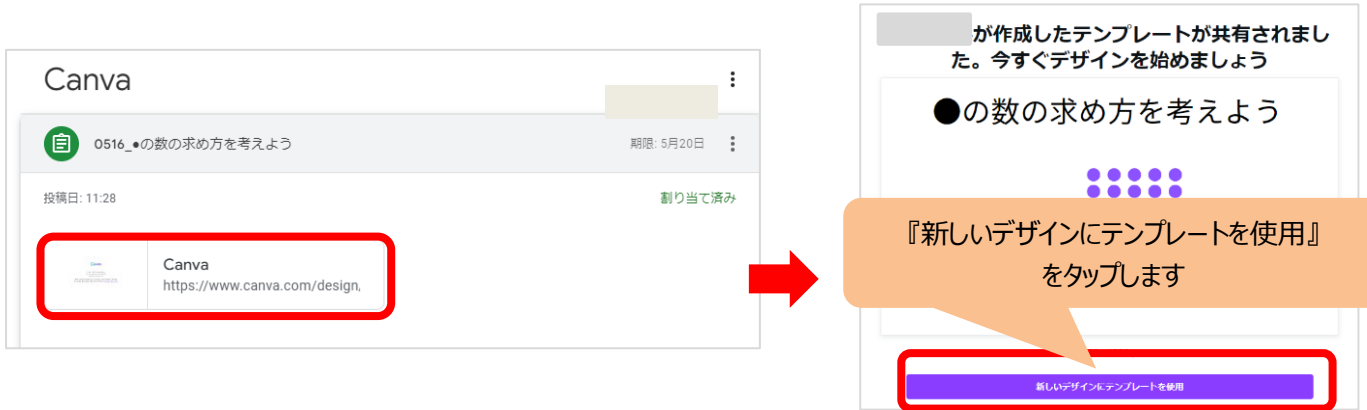 Canva
0516_●の数の求め方を考えよう
期限: 5月20日
投稿日: 11:28
割り当て済み
Canva
https://www.canva.com/design,
が作成したテンプレートが共有されまし
た。今すぐデザインを始めましょう
●の数の求め方を考えよう
『新しいデザインにテンプレートを使用』
をタップします
新しいデザインにテンプレートを使用